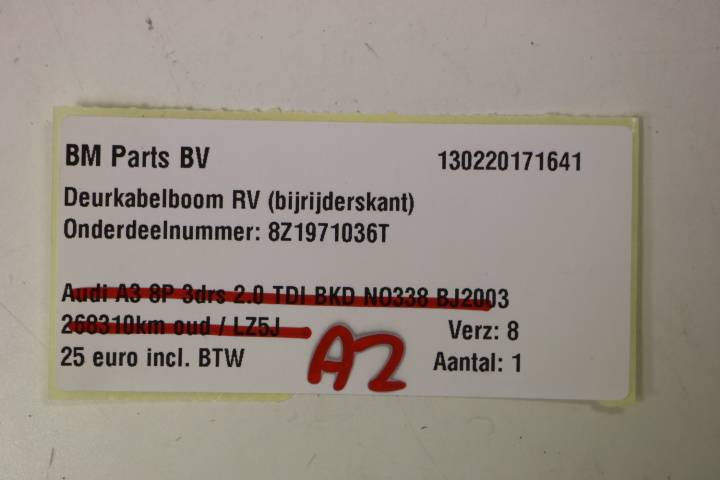 BM Parts BV 130220171641
Deurkabelboom RV (bijrijderskant)
Onderdeelnummer: 8Z1971036T
Audi A3 8P 3drs 2.0 TDI BKD NO338 BJ2003
268310km oud / LZ5J Verz: 8
25 euro incl. BTW A2 Aantal: 1